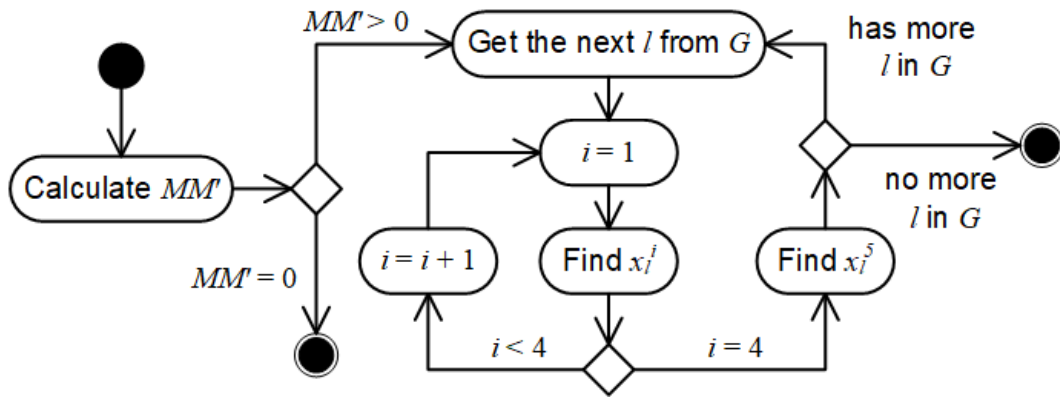 MM' > 0
Get the next l from G
has more
l in G
i = 1
Calculate MM'
no more
l in G
i = i + 1
Find x_l^i
Find x_l^5
MM' = 0
i < 4
i = 4